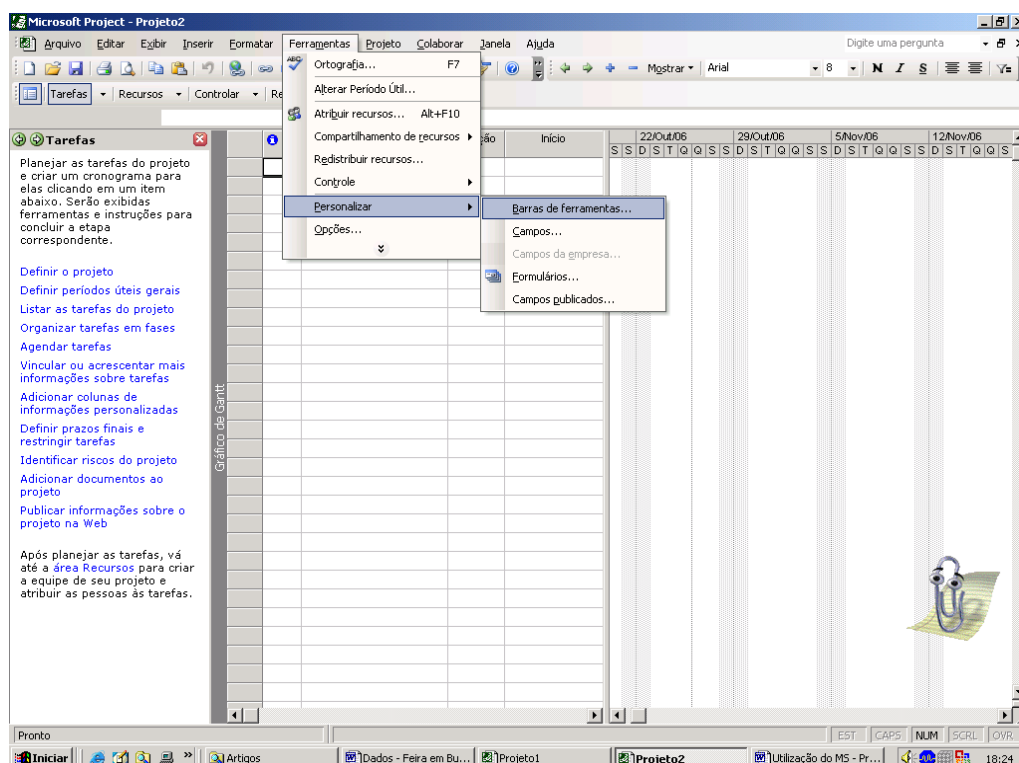 Microsoft Project - Projeto2
Arquivo Editar Exibir Inserir Formatar Ferramentas Projeto Colaborar Janela Ajuda Digite uma pergunta
Mostrar Arial 8 N I S
Tarefas Recursos Controlar Re
Ortografia... F7
Alterar Período Útil...
Atribuir recursos... Alt+F10
Compartilhamento de recursos
Redistribuir recursos...
Controle
Personalizar
Opções...
Barras de ferramentas...
Campos...
Campos da empresa...
Formulários...
Campos publicados...
Tarefas
Planejar as tarefas do projeto
e criar um cronograma para
elas clicando em um item
abaixo. Serão exibidas
ferramentas e instruções para
concluir a etapa
correspondente.
Definir o projeto
Definir períodos úteis gerais
Listar as tarefas do projeto
Organizar tarefas em fases
Agendar tarefas
Vincular ou acrescentar mais
informações sobre tarefas
Adicionar colunas de
informações personalizadas
Definir prazos finais e
restringir tarefas
Identificar riscos do projeto
Adicionar documentos ao
projeto
Publicar informações sobre o
projeto na Web
Após planejar as tarefas, vá
até a área Recursos para criar
a equipe de seu projeto e
atribuir as pessoas às tarefas.
Gráfico de Gantt
ção Início
22/Out/06 29/Out/06 5/Nov/06 12/Nov/06
S S D S T Q Q S S D S T Q Q S S D S T Q Q S S D S T Q Q S
Pronto EST CAPS NUM SCRL OVR
Iniciar Artigos Dados - Feira em Bu... Projeto1 Projeto2 Utilização do MS - Pr... 18:24